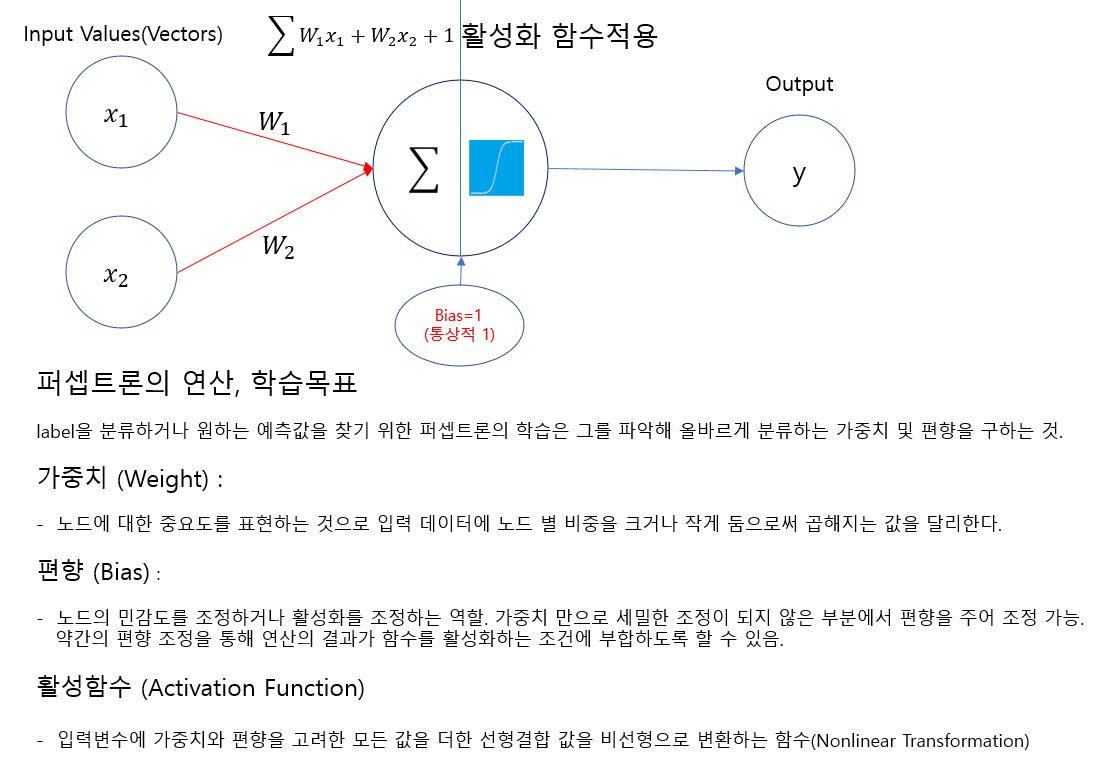 Input Values(Vectors)
∑W₁x₁ + W₂x₂ + 1 활성화 함수적용
Output
x₁
W₁
∑
y
W₂
x₂
Bias=1
(통상적 1)
퍼셉트론의 연산, 학습목표
label을 분류하거나 원하는 예측값을 찾기 위한 퍼셉트론의 학습은 그를 파악해 올바르게 분류하는 가중치 및 편향을 구하는 것.
가중치 (Weight) :
- 노드에 대한 중요도를 표현하는 것으로 입력 데이터에 노드 별 비중을 크거나 작게 둠으로써 곱해지는 값을 달리한다.
편향 (Bias) :
- 노드의 민감도를 조정하거나 활성화를 조정하는 역할. 가중치 만으로 세밀한 조정이 되지 않은 부분에서 편향을 주어 조정 가능.
약간의 편향 조정을 통해 연산의 결과가 함수를 활성화하는 조건에 부합하도록 할 수 있음.
활성함수 (Activation Function)
- 입력변수에 가중치와 편향을 고려한 모든 값을 더한 선형결합 값을 비선형으로 변환하는 함수(Nonlinear Transformation)